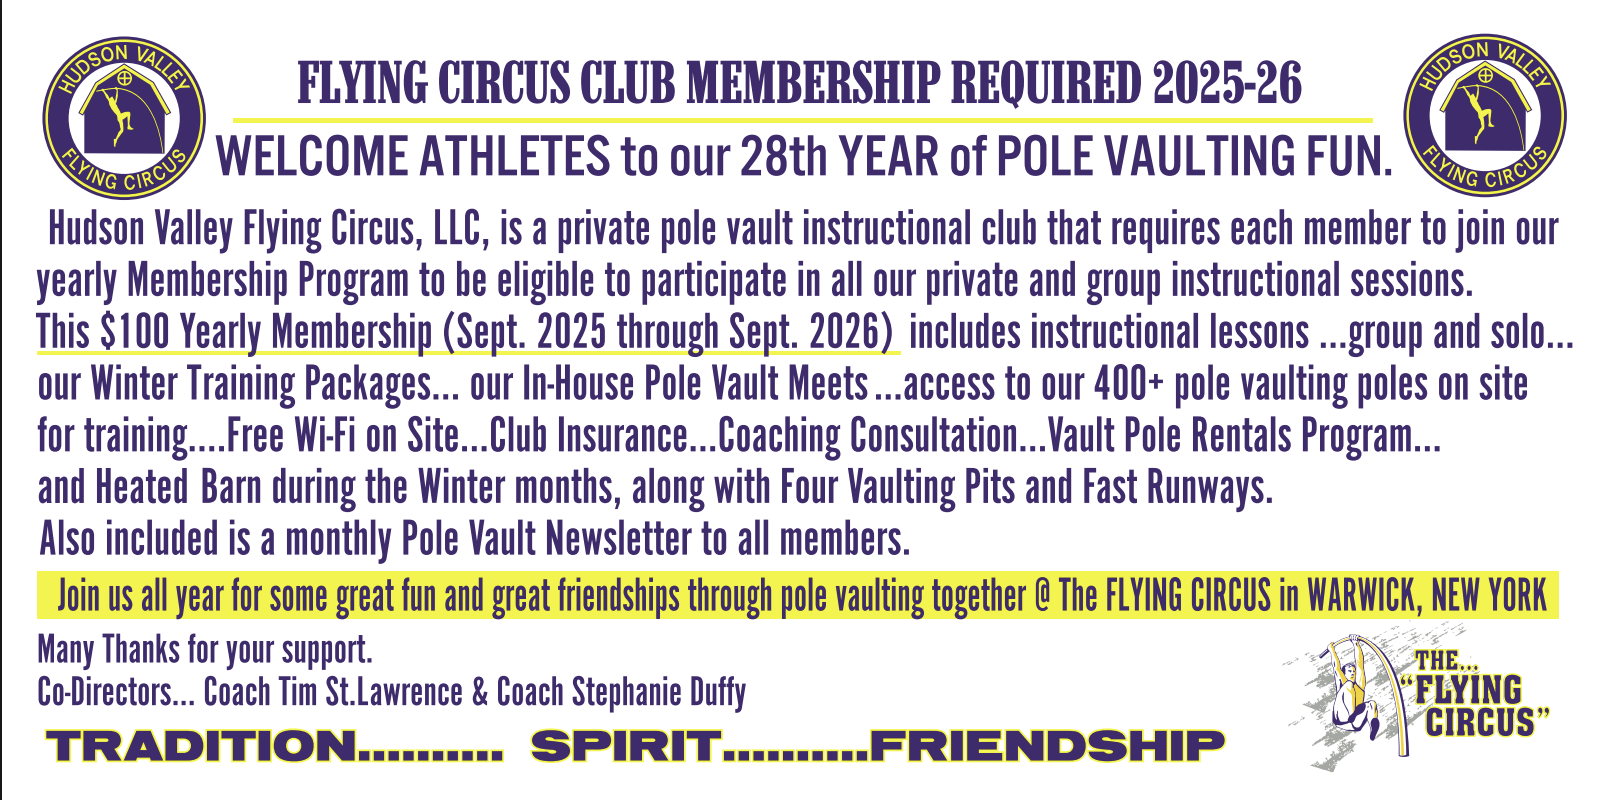 HUDSON VALLEY
FLYING CIRCUS
FLYING CIRCUS CLUB MEMBERSHIP REQUIRED 2025-26
HUDSON VALLEY
FLYING CIRCUS
WELCOME ATHLETES to our 28th YEAR of POLE VAULTING FUN.
Hudson Valley Flying Circus, LLC, is a private pole vault instructional club that requires each member to join our
yearly Membership Program to be eligible to participate in all our private and group instructional sessions.
This $100 Yearly Membership (Sept. 2025 through Sept. 2026) includes instructional lessons ...group and solo...
our Winter Training Packages... our In-House Pole Vault Meets ...access to our 400+ pole vaulting poles on site
for training....Free Wi-Fi on Site...Club Insurance...Coaching Consultation...Vault Pole Rentals Program...
and Heated Barn during the Winter months, along with Four Vaulting Pits and Fast Runways.
Also included is a monthly Pole Vault Newsletter to all members.
Join us all year for some great fun and great friendships through pole vaulting together @ The FLYING CIRCUS in WARWICK, NEW YORK
Many Thanks for your support.
Co-Directors... Coach Tim St.Lawrence & Coach Stephanie Duffy
TRADITION.......... SPIRIT..........FRIENDSHIP
THE...
“FLYING
CIRCUS”